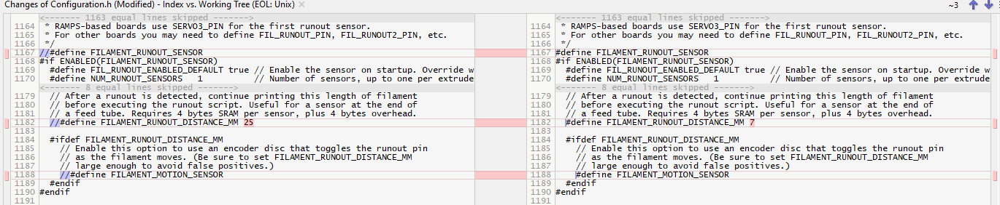 Changes of Configuration.h (Modified) - Index vs. Working Tree (EOL: Unix)
~3
<------- 1163 equal lines skipped ------->
1164  * RAMPS-based boards use SERVO3_PIN for the first runout sensor.
1165  * For other boards you may need to define FIL_RUNOUT_PIN, FIL_RUNOUT2_PIN, etc.
1166  */
1167 //#define FILAMENT_RUNOUT_SENSOR
1168 #if ENABLED(FILAMENT_RUNOUT_SENSOR)
1169   #define FIL_RUNOUT_ENABLED_DEFAULT true // Enable the sensor on startup. Override w
1170   #define NUM_RUNOUT_SENSORS   1          // Number of sensors, up to one per extrude
<------- 8 equal lines skipped ------->
1179   // After a runout is detected, continue printing this length of filament
1180   // before executing the runout script. Useful for a sensor at the end of
1181   // a feed tube. Requires 4 bytes SRAM per sensor, plus 4 bytes overhead.
1182   //#define FILAMENT_RUNOUT_DISTANCE_MM 25
1183
1184   #ifdef FILAMENT_RUNOUT_DISTANCE_MM
1185     // Enable this option to use an encoder disc that toggles the runout pin
1186     // as the filament moves. (Be sure to set FILAMENT_RUNOUT_DISTANCE_MM
1187     // large enough to avoid false positives.)
1188     //#define FILAMENT_MOTION_SENSOR
1189   #endif
1190 #endif
1191
<------- 1163 equal lines skipped ------->
1164  * RAMPS-based boards use SERVO3_PIN for the first runout sensor.
1165  * For other boards you may need to define FIL_RUNOUT_PIN, FIL_RUNOUT2_PIN, etc.
1166  */
1167 #define FILAMENT_RUNOUT_SENSOR
1168 #if ENABLED(FILAMENT_RUNOUT_SENSOR)
1169   #define FIL_RUNOUT_ENABLED_DEFAULT true // Enable the sensor on startup. Override w
1170   #define NUM_RUNOUT_SENSORS   1          // Number of sensors, up to one per extrude
<------- 8 equal lines skipped ------->
1179   // After a runout is detected, continue printing this length of filament
1180   // before executing the runout script. Useful for a sensor at the end of
1181   // a feed tube. Requires 4 bytes SRAM per sensor, plus 4 bytes overhead.
1182   #define FILAMENT_RUNOUT_DISTANCE_MM 7
1183
1184   #ifdef FILAMENT_RUNOUT_DISTANCE_MM
1185     // Enable this option to use an encoder disc that toggles the runout pin
1186     // as the filament moves. (Be sure to set FILAMENT_RUNOUT_DISTANCE_MM
1187     // large enough to avoid false positives.)
1188     #define FILAMENT_MOTION_SENSOR
1189   #endif
1190 #endif
1191